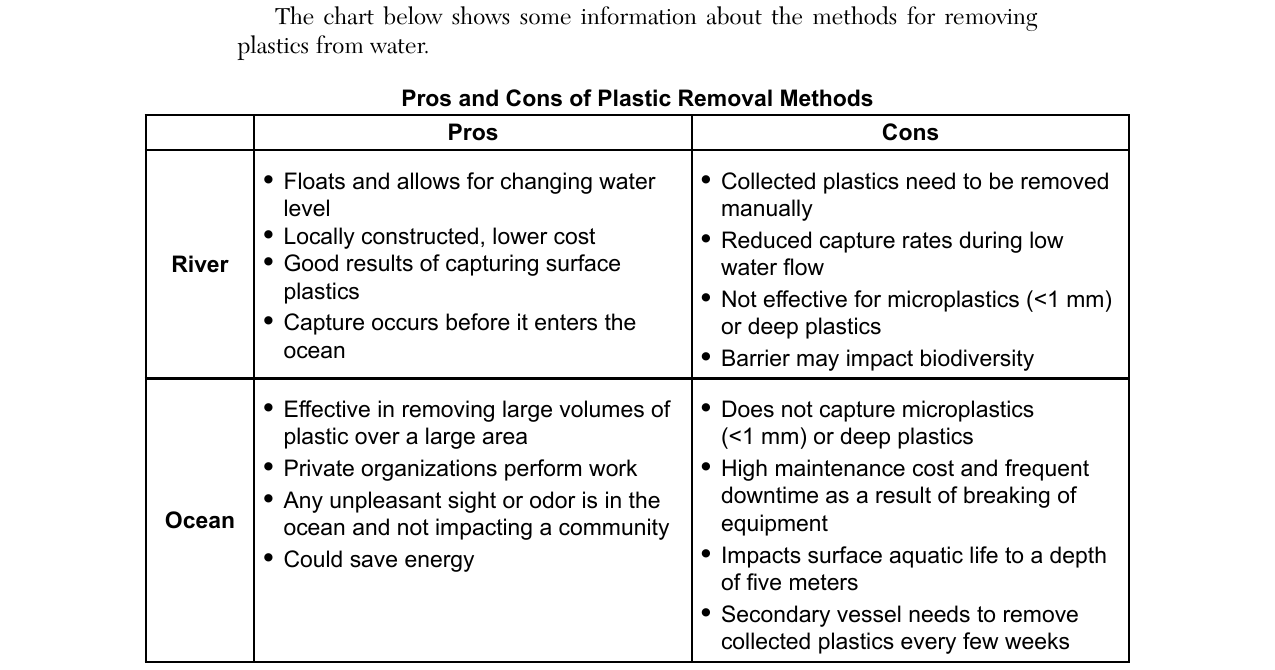 The chart below shows some information about the methods for removing
plastics from water.
Pros and Cons of Plastic Removal Methods
Pros
Cons
River
• Floats and allows for changing water
level
• Locally constructed, lower cost
• Good results of capturing surface
plastics
• Capture occurs before it enters the
ocean
• Collected plastics need to be removed
manually
• Reduced capture rates during low
water flow
• Not effective for microplastics (<1 mm)
or deep plastics
• Barrier may impact biodiversity
Ocean
• Effective in removing large volumes of
plastic over a large area
• Private organizations perform work
• Any unpleasant sight or odor is in the
ocean and not impacting a community
• Could save energy
• Does not capture microplastics
(<1 mm) or deep plastics
• High maintenance cost and frequent
downtime as a result of breaking of
equipment
• Impacts surface aquatic life to a depth
of five meters
• Secondary vessel needs to remove
collected plastics every few weeks